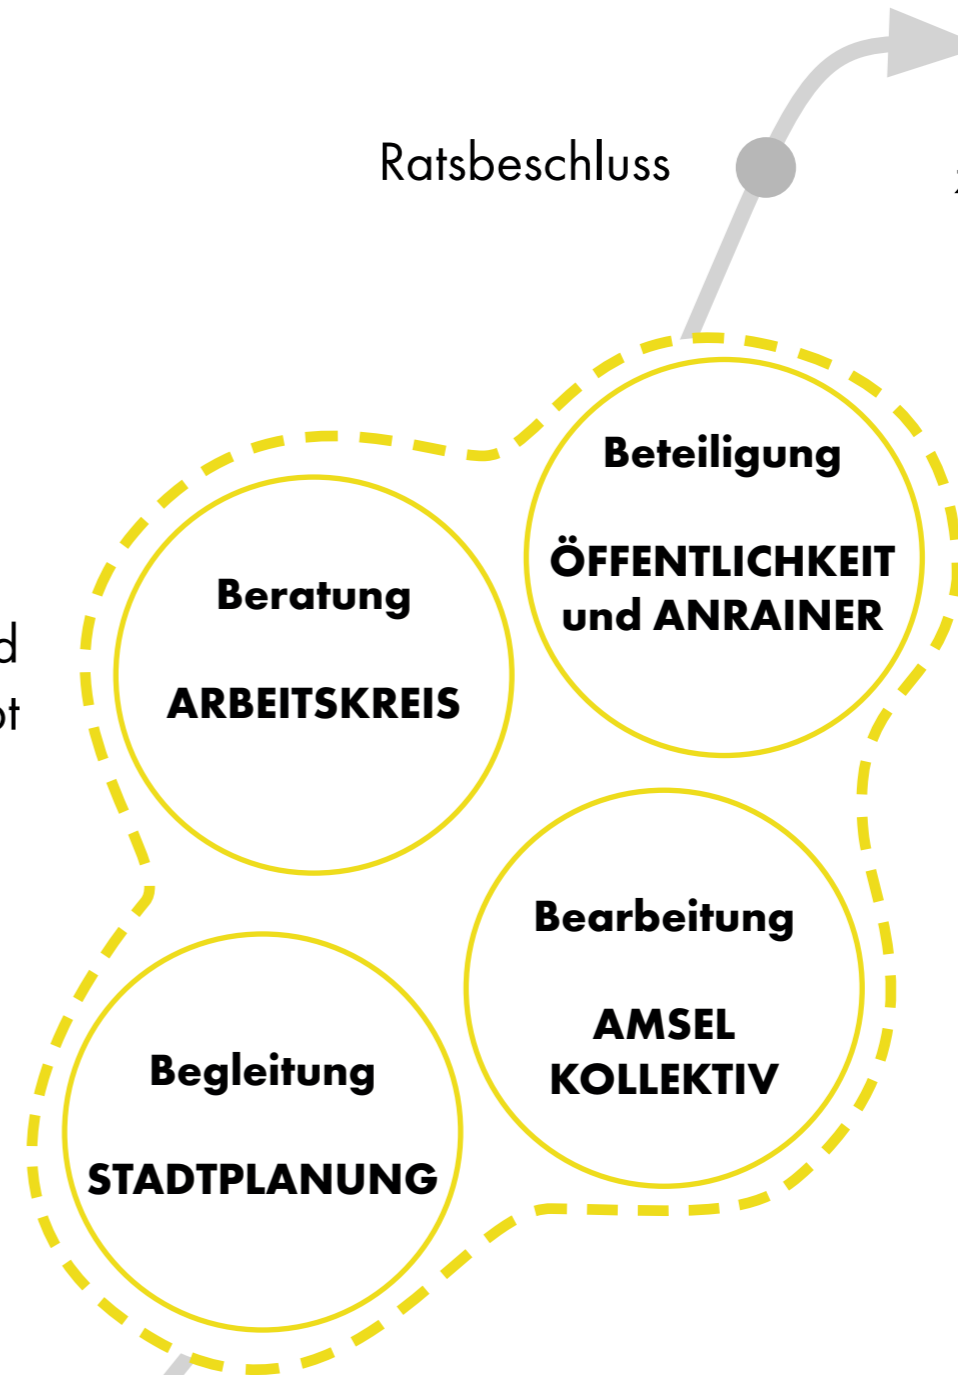 Ratsbeschluss
Beteiligung
ÖFFENTLICHKEIT
und ANRAINER
Beratung
ARBEITSKREIS
Bearbeitung
AMSEL
KOLLEKTIV
Begleitung
STADTPLANUNG